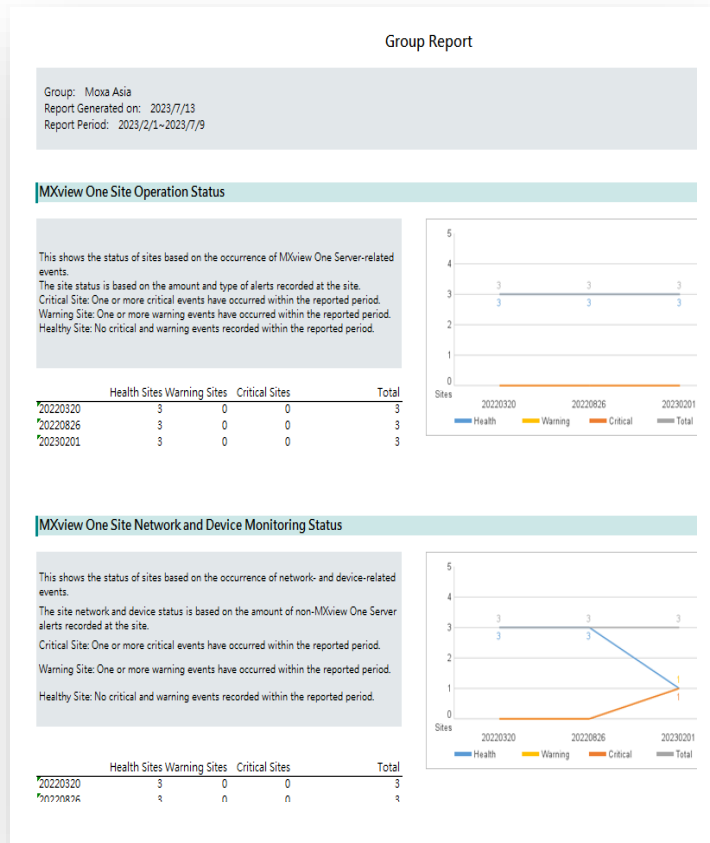 Group Report
Group: Moxa Asia
Report Generated on: 2023/7/13
Report Period: 2023/2/1~2023/7/9
MXview One Site Operation Status
This shows the status of sites based on the occurrence of MXview One Server-related
events.
The site status is based on the amount and type of alerts recorded at the site.
Critical Site: One or more critical events have occurred within the reported period.
Warning Site: One or more warning events have occurred within the reported period.
Healthy Site: No critical and warning events recorded within the reported period.
Health Sites Warning Sites Critical Sites Total
20220320 3 0 0 3
20220826 3 0 0 3
20230201 3 0 0 3
5
4
3 3 3
3
3 3 3
2
1
0
Sites
20220320 20220826 20230201
Health Warning Critical Total
MXview One Site Network and Device Monitoring Status
This shows the status of sites based on the occurrence of network- and device-related
events.
The site network and device status is based on the amount of non-MXview One Server
alerts recorded at the site.
Critical Site: One or more critical events have occurred within the reported period.
Warning Site: One or more warning events have occurred within the reported period.
Healthy Site: No critical and warning events recorded within the reported period.
Health Sites Warning Sites Critical Sites Total
20220320 3 0 0 3
20220826 3 0 0 3
5
4
3 3 3
3
3 3
2
1
1
1
0
Sites
20220320 20220826 20230201
Health Warning Critical Total